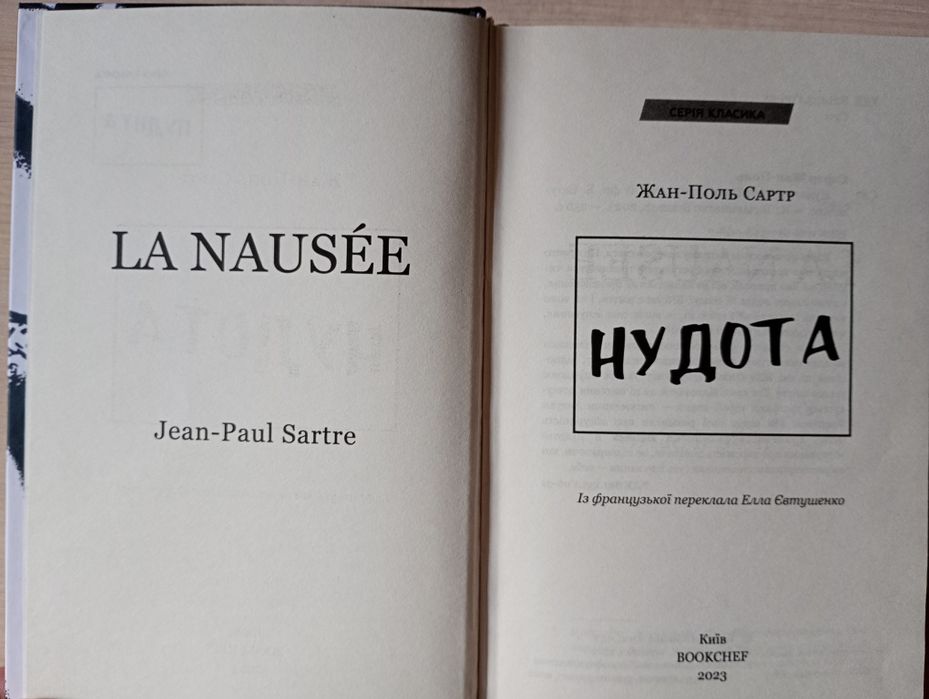 LA NAUSÉE
Jean-Paul Sartre
СЕРІЯ КЛАСИКА
Жан-Поль Сартр
НУДОТА
Із французької переклала Елла Євтушенко
Київ
BOOKCHEF
2023